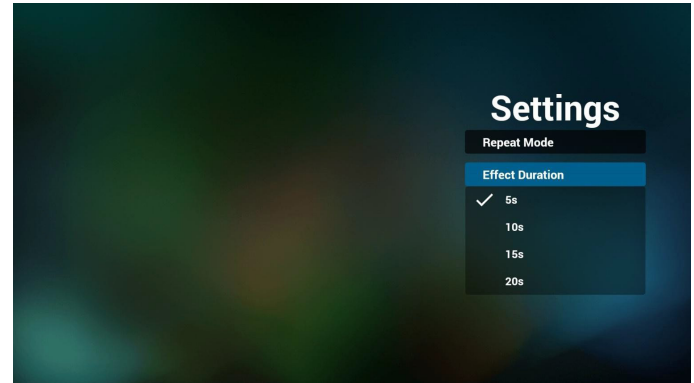 Settings
Repeat Mode
Effect Duration
5s
10s
15s
20s